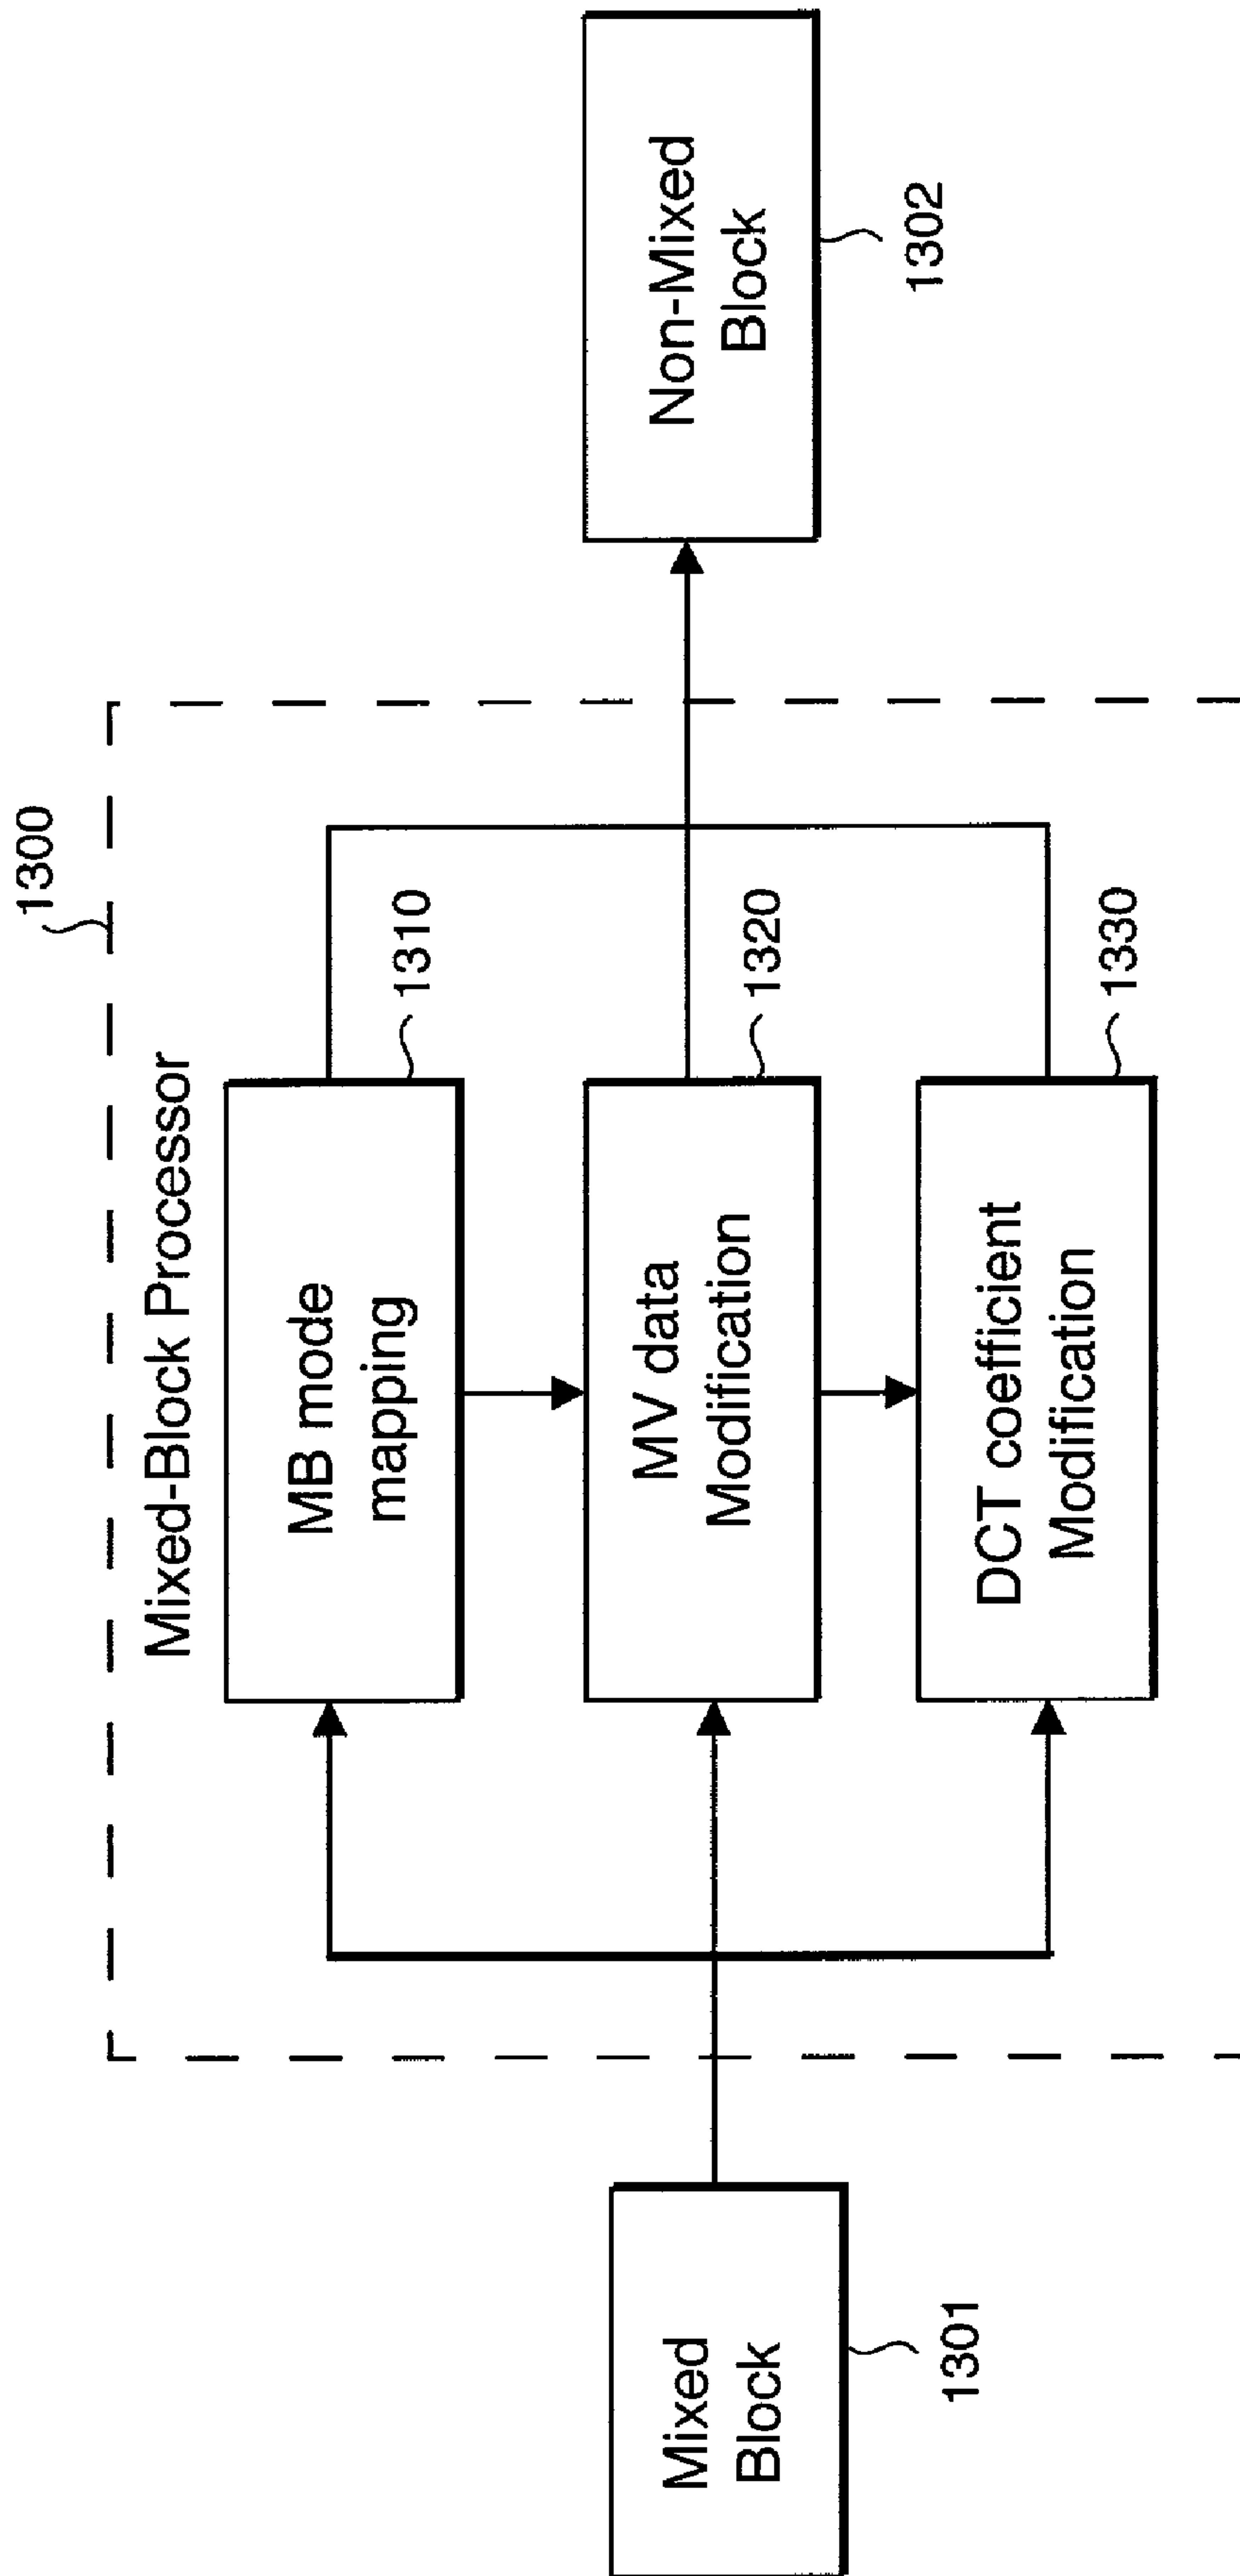 1300
Mixed-Block Processor
MB mode
mapping
1310
MV data
Modification
1320
DCT coefficient
Modification
1330
Mixed
Block
1301
Non-Mixed
Block
1302